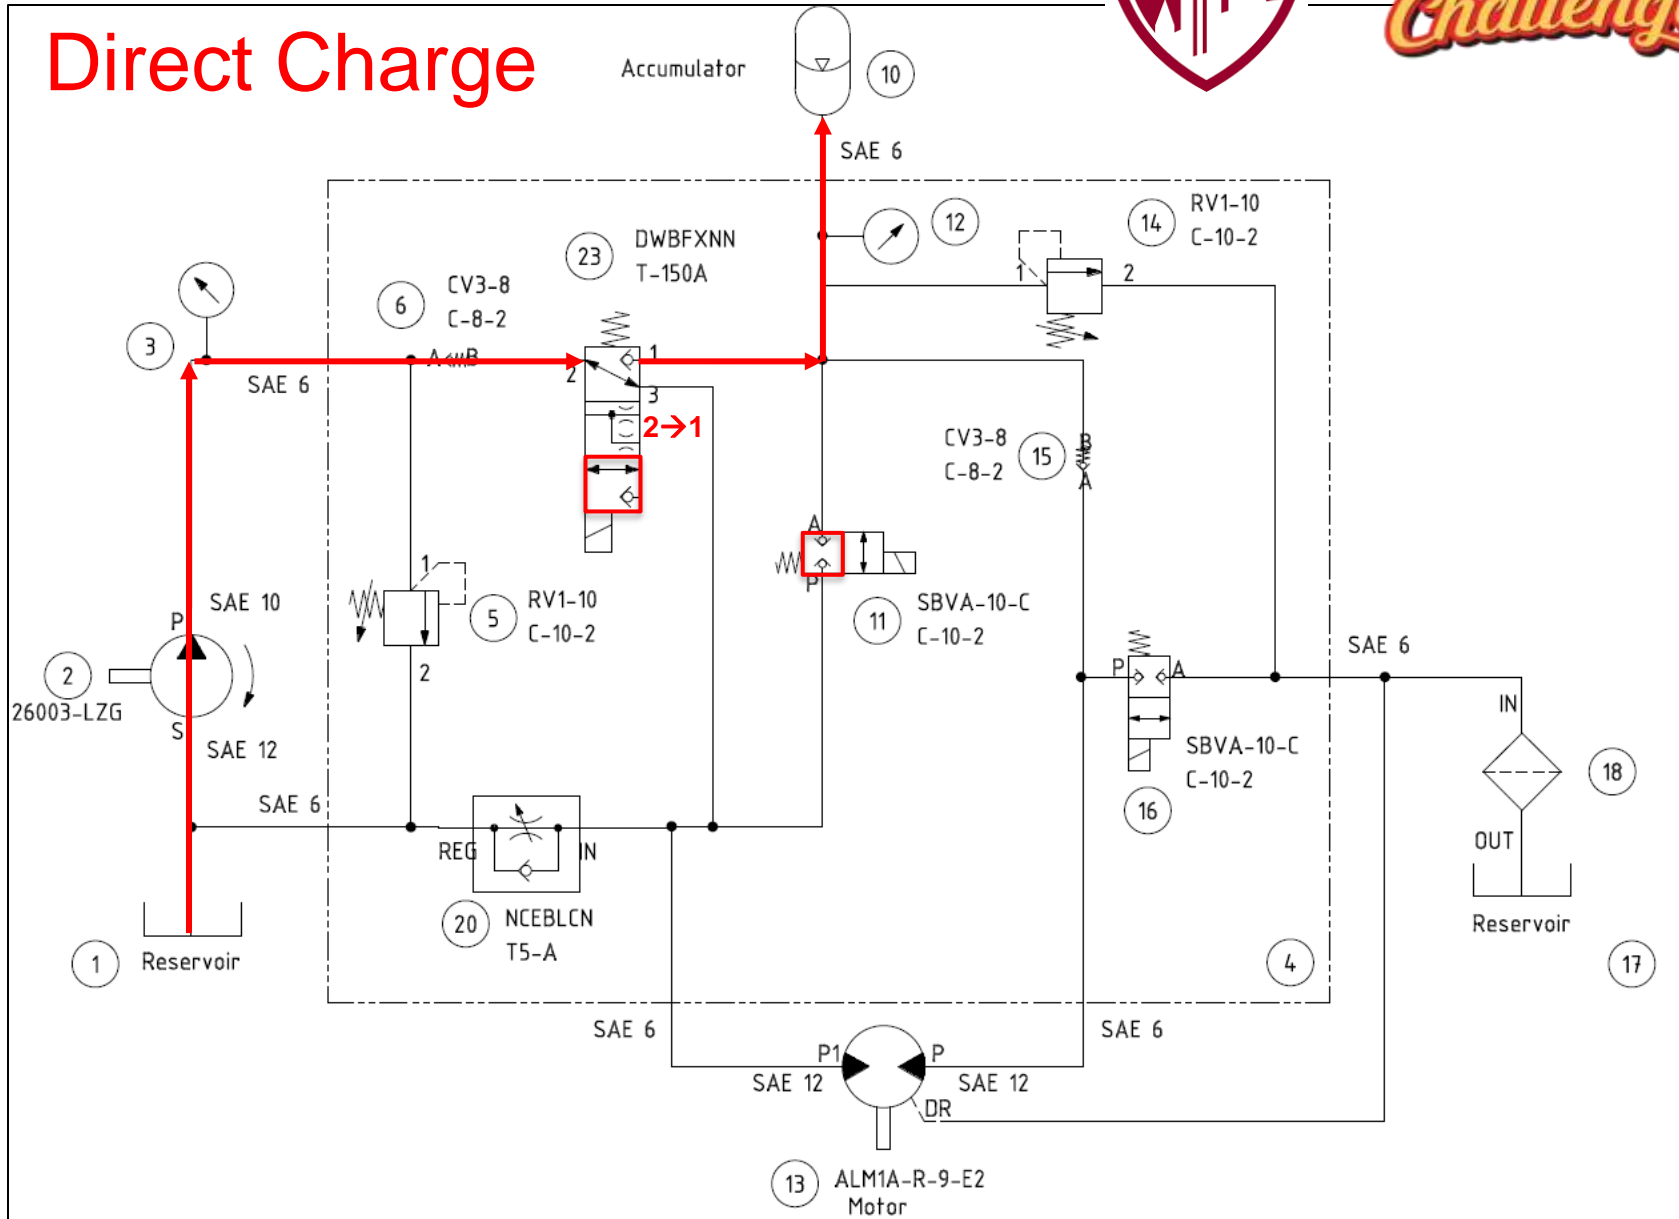 Direct Charge
Challenge
Accumulator
10
SAE 6
12
14
RV1-10
C-10-2
1
2
23
DWBFXNN
T-150A
6
CV3-8
C-8-2
3
A
B
SAE 6
2
1
3
2→1
CV3-8
C-8-2
15
B
A
A
P
11
SBVA-10-C
C-10-2
1
2
5
RV1-10
C-10-2
SAE 10
P
2
26003-LZG
S
SAE 12
SAE 6
P
A
SAE 6
SBVA-10-C
C-10-2
16
IN
18
OUT
Reservoir
17
REG
IN
20
NCEBLCN
T5-A
1
Reservoir
4
SAE 6
SAE 6
P1
P
SAE 12
SAE 12
DR
13
ALM1A-R-9-E2
Motor